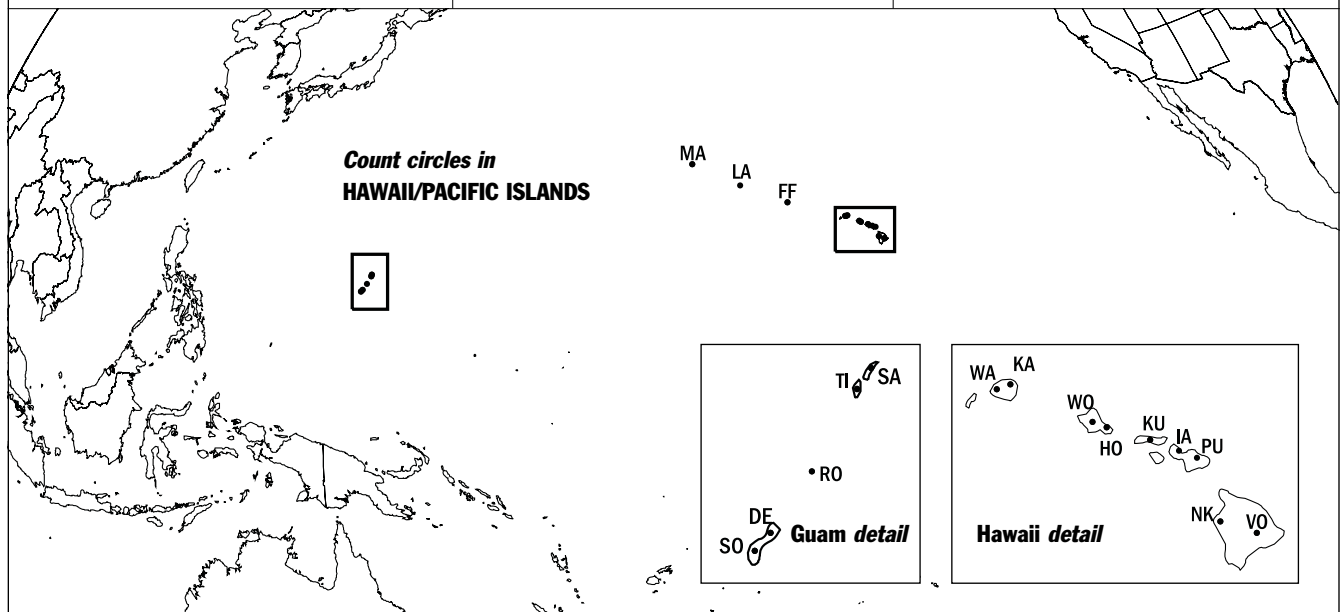 Count circles in
HAWAII/PACIFIC ISLANDS
MA
LA
FF
TI
SA
RO
DE
SO
Guam detail
WA
KA
WO
HO
KU
IA
PU
NK
VO
Hawaii detail